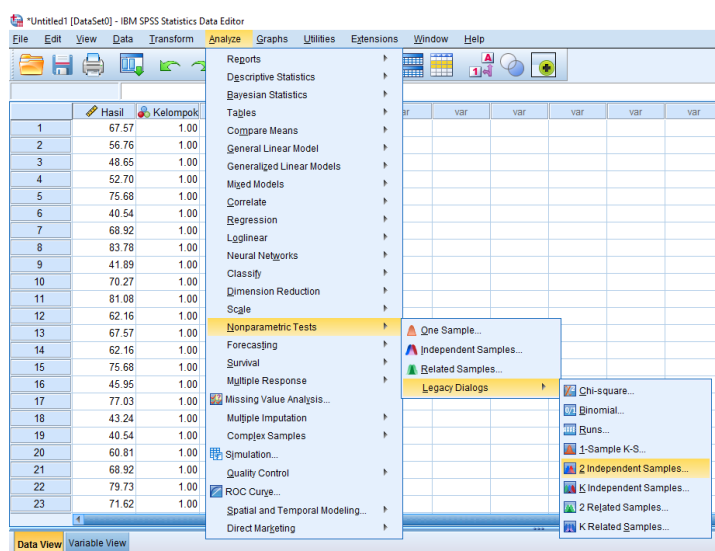 *Untitled1 [DataSet0] - IBM SPSS Statistics Data Editor
File Edit View Data Transform Analyze Graphs Utilities Extensions Window Help
Reports
Descriptive Statistics
Bayesian Statistics
Tables
Compare Means
General Linear Model
Generalized Linear Models
Mixed Models
Correlate
Regression
Loglinear
Neural Networks
Classify
Dimension Reduction
Scale
Nonparametric Tests
Forecasting
Survival
Multiple Response
Missing Value Analysis...
Multiple Imputation
Complex Samples
Simulation...
Quality Control
ROC Curve...
Spatial and Temporal Modeling...
Direct Marketing
One Sample...
Independent Samples...
Related Samples...
Legacy Dialogs
Chi-square...
Binomial...
Runs...
1-Sample K-S...
2 Independent Samples...
K Independent Samples...
2 Related Samples...
K Related Samples...
Hasil Kelompok var var var var var
1 67.57 1.00
2 56.76 1.00
3 48.65 1.00
4 52.70 1.00
5 75.68 1.00
6 40.54 1.00
7 68.92 1.00
8 83.78 1.00
9 41.89 1.00
10 70.27 1.00
11 81.08 1.00
12 62.16 1.00
13 67.57 1.00
14 62.16 1.00
15 75.68 1.00
16 45.95 1.00
17 77.03 1.00
18 43.24 1.00
19 40.54 1.00
20 60.81 1.00
21 68.92 1.00
22 79.73 1.00
23 71.62 1.00
Data View Variable View